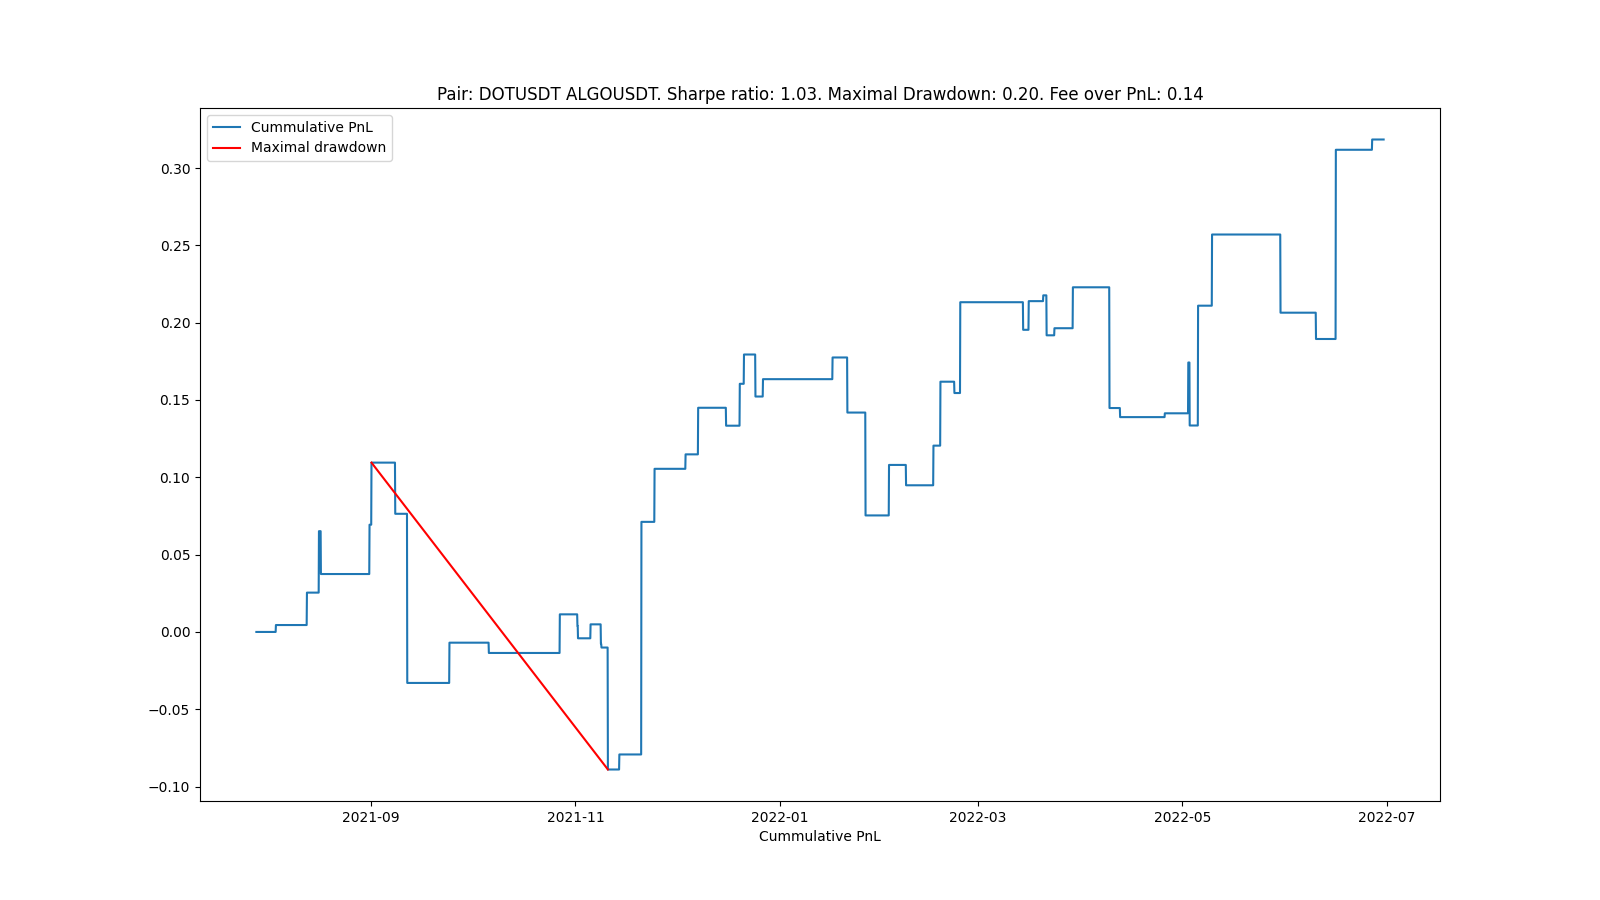 Pair: DOTUSDT ALGOUSDT. Sharpe ratio: 1.03. Maximal Drawdown: 0.20. Fee over PnL: 0.14
Cummulative PnL
Maximal drawdown
0.30
0.25
0.20
0.15
0.10
0.05
0.00
−0.05
−0.10
2021-09 2021-11 2022-01 2022-03 2022-05 2022-07
Cummulative PnL